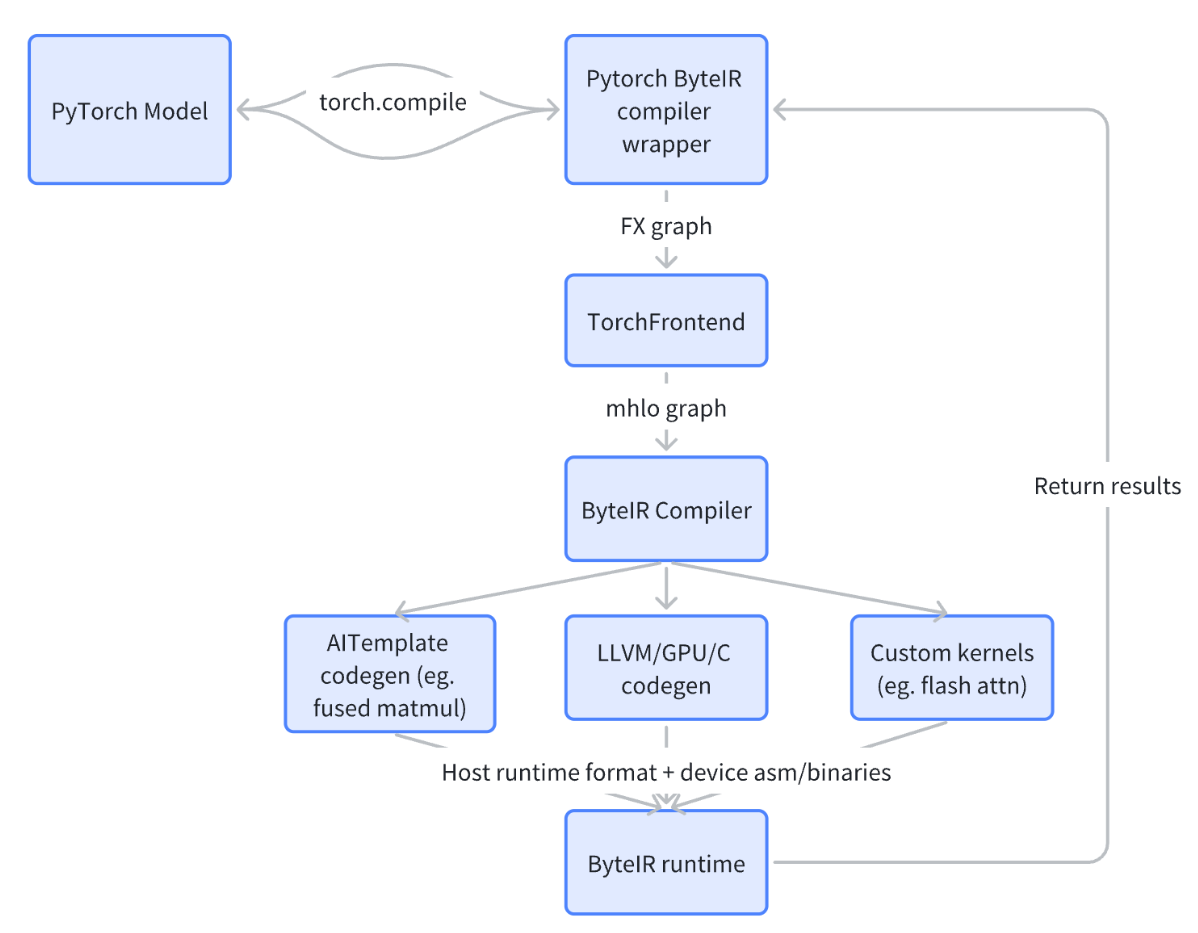 PyTorch Model
torch.compile
Pytorch ByteIR
compiler
wrapper
FX graph
TorchFrontend
mhlo graph
ByteIR Compiler
Return results
AITemplate
codegen (eg.
fused matmul)
LLVM/GPU/C
codegen
Custom kernels
(eg. flash attn)
Host runtime format + device asm/binaries
ByteIR runtime